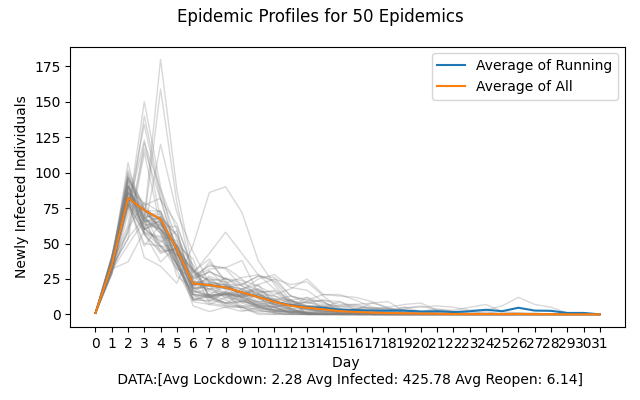 Epidemic Profiles for 50 Epidemics
Average of Running
Average of All
Newly Infected Individuals
175
150
125
100
75
50
25
0
0 1 2 3 4 5 6 7 8 9 10 11 12 13 14 15 16 17 18 19 20 21 22 23 24 25 26 27 28 29 30 31
Day
DATA:[Avg Lockdown: 2.28 Avg Infected: 425.78 Avg Reopen: 6.14]